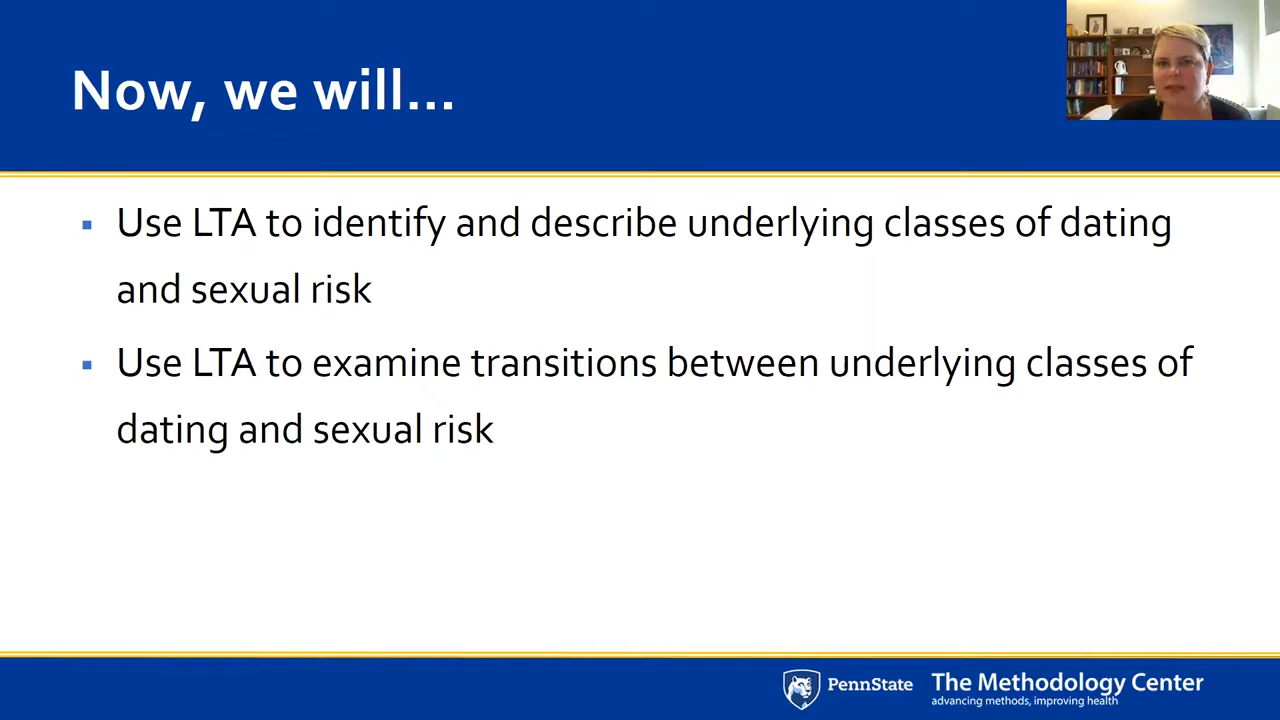 Now, we will...
▪ Use LTA to identify and describe underlying classes of dating
and sexual risk
▪ Use LTA to examine transitions between underlying classes of
dating and sexual risk
PennState
The Methodology Center
advancing methods, improving health